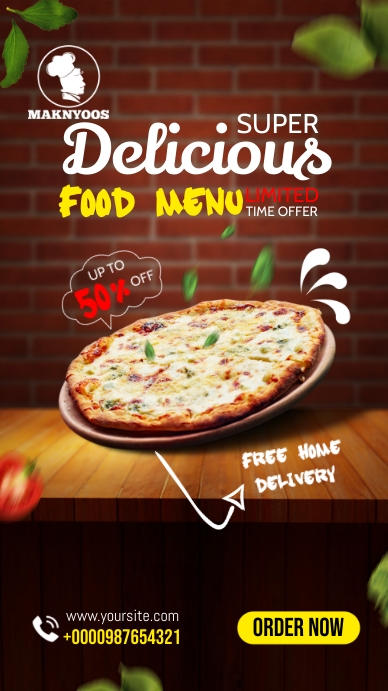 MAKNYOOS
SUPER
Delicious
FOOD MENU
LIMITED
TIME OFFER
UP TO
50% OFF
FREE HOME
DELIVERY
www.yoursite.com
+0000987654321
ORDER NOW